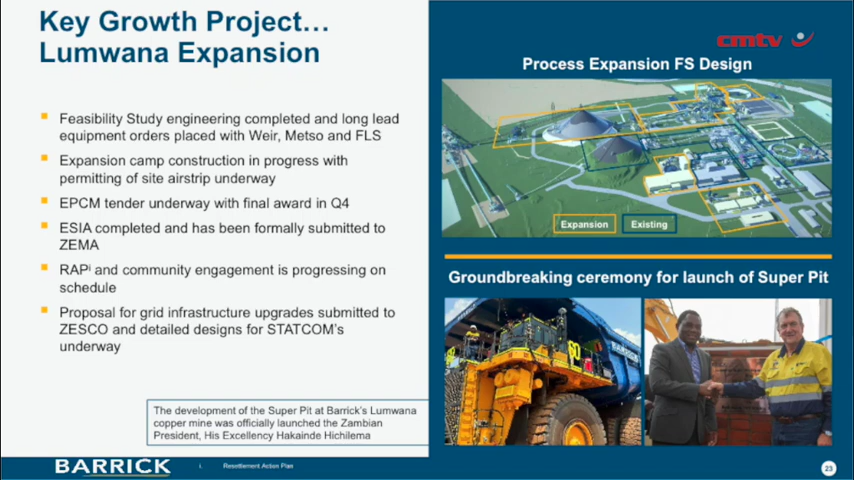 Key Growth Project…
Lumwana Expansion
Feasibility Study engineering completed and long lead
equipment orders placed with Weir, Metso and FLS
Expansion camp construction in progress with
permitting of site airstrip underway
EPCM tender underway with final award in Q4
ESIA completed and has been formally submitted to
ZEMA
RAPⁱ and community engagement is progressing on
schedule
Proposal for grid infrastructure upgrades submitted to
ZESCO and detailed designs for STATCOM's
underway
The development of the Super Pit at Barrick's Lumwana
copper mine was officially launched the Zambian
President, His Excellency Hakainde Hichilema
cmtv
Process Expansion FS Design
Expansion
Existing
Groundbreaking ceremony for launch of Super Pit
BARRICK
60
BARRICK
i. Resettlement Action Plan
23